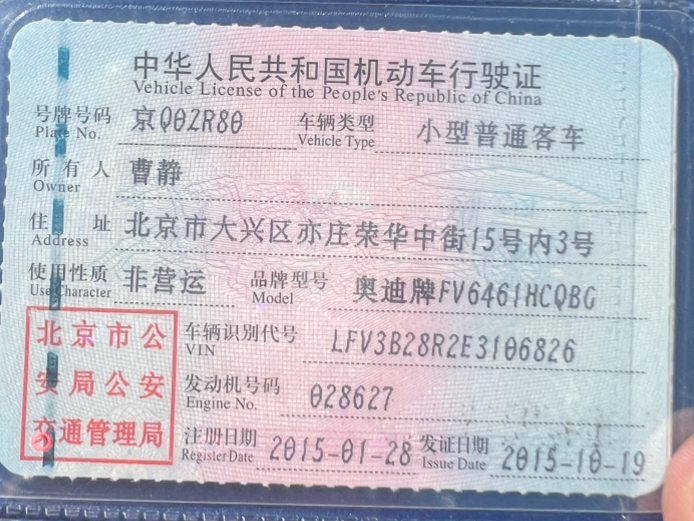 中华人民共和国机动车行驶证
Vehicle License of the People's Republic of China
号牌号码 京Q0ZR80 车辆类型 小型普通客车
Plate No. Vehicle Type
所有人 曹静
Owner
住址 北京市大兴区亦庄荣华中街15号内3号
Address
使用性质 非营运 品牌型号 奥迪牌FV6461HCQBG
Use Character Model
北京市公
安局公安
交通管理局
车辆识别代号 LFV3B28R2E3106826
VIN
发动机号码 028627
Engine No.
注册日期 2015-01-28 发证日期 2015-10-19
Register Date Issue Date